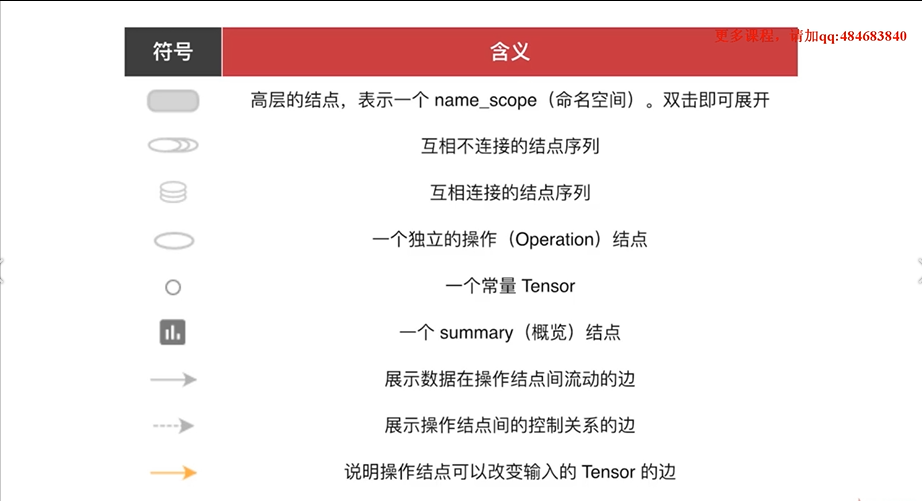 更多课程，请加qq:484683840
符号 含义
高层的结点，表示一个 name_scope（命名空间）。双击即可展开
互相不连接的结点序列
互相连接的结点序列
一个独立的操作（Operation）结点
一个常量 Tensor
一个 summary（概览）结点
展示数据在操作结点间流动的边
展示操作结点间的控制关系的边
说明操作结点可以改变输入的 Tensor 的边